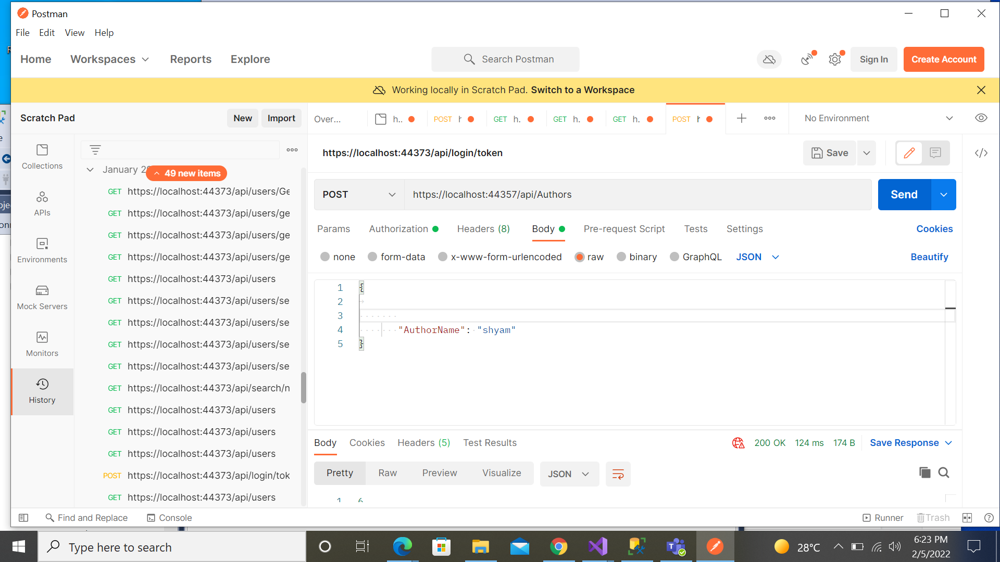 Postman
File Edit View Help
Home Workspaces Reports Explore
Search Postman
Sign In
Create Account
Working locally in Scratch Pad. Switch to a Workspace
Scratch Pad
New
Import
Over...
h..
POST
GET h.
GET h.
GET h.
POST
No Environment
Collections
APIs
Environments
Mock Servers
Monitors
History
January
49 new items
GET https://localhost:44373/api/users/Ge
GET https://localhost:44373/api/users/ge
GET https://localhost:44373/api/users/ge
GET https://localhost:44373/api/users/ge
GET https://localhost:44373/api/users
GET https://localhost:44373/api/users/se
GET https://localhost:44373/api/users/se
GET https://localhost:44373/api/users/se
GET https://localhost:44373/api/users/se
GET https://localhost:44373/api/search/n
GET https://localhost:44373/api/users
GET https://localhost:44373/api/users
GET https://localhost:44373/api/users
POST https://localhost:44373/api/login/tok
GET https://localhost:44373/api/users
https://localhost:44373/api/login/token
Save
</>
POST
https://localhost:44357/api/Authors
Send
Params Authorization Headers (8) Body Pre-request Script Tests Settings
Cookies
none form-data x-www-form-urlencoded raw binary GraphQL JSON
Beautify
1 {
2
3
4 "AuthorName": "shyam"
5 }
Body Cookies Headers (5) Test Results
200 OK 124 ms 174 B Save Response
Pretty Raw Preview Visualize JSON
1 6
Find and Replace
Console
Runner
Trash
Type here to search
28°C
6:23 PM
2/5/2022